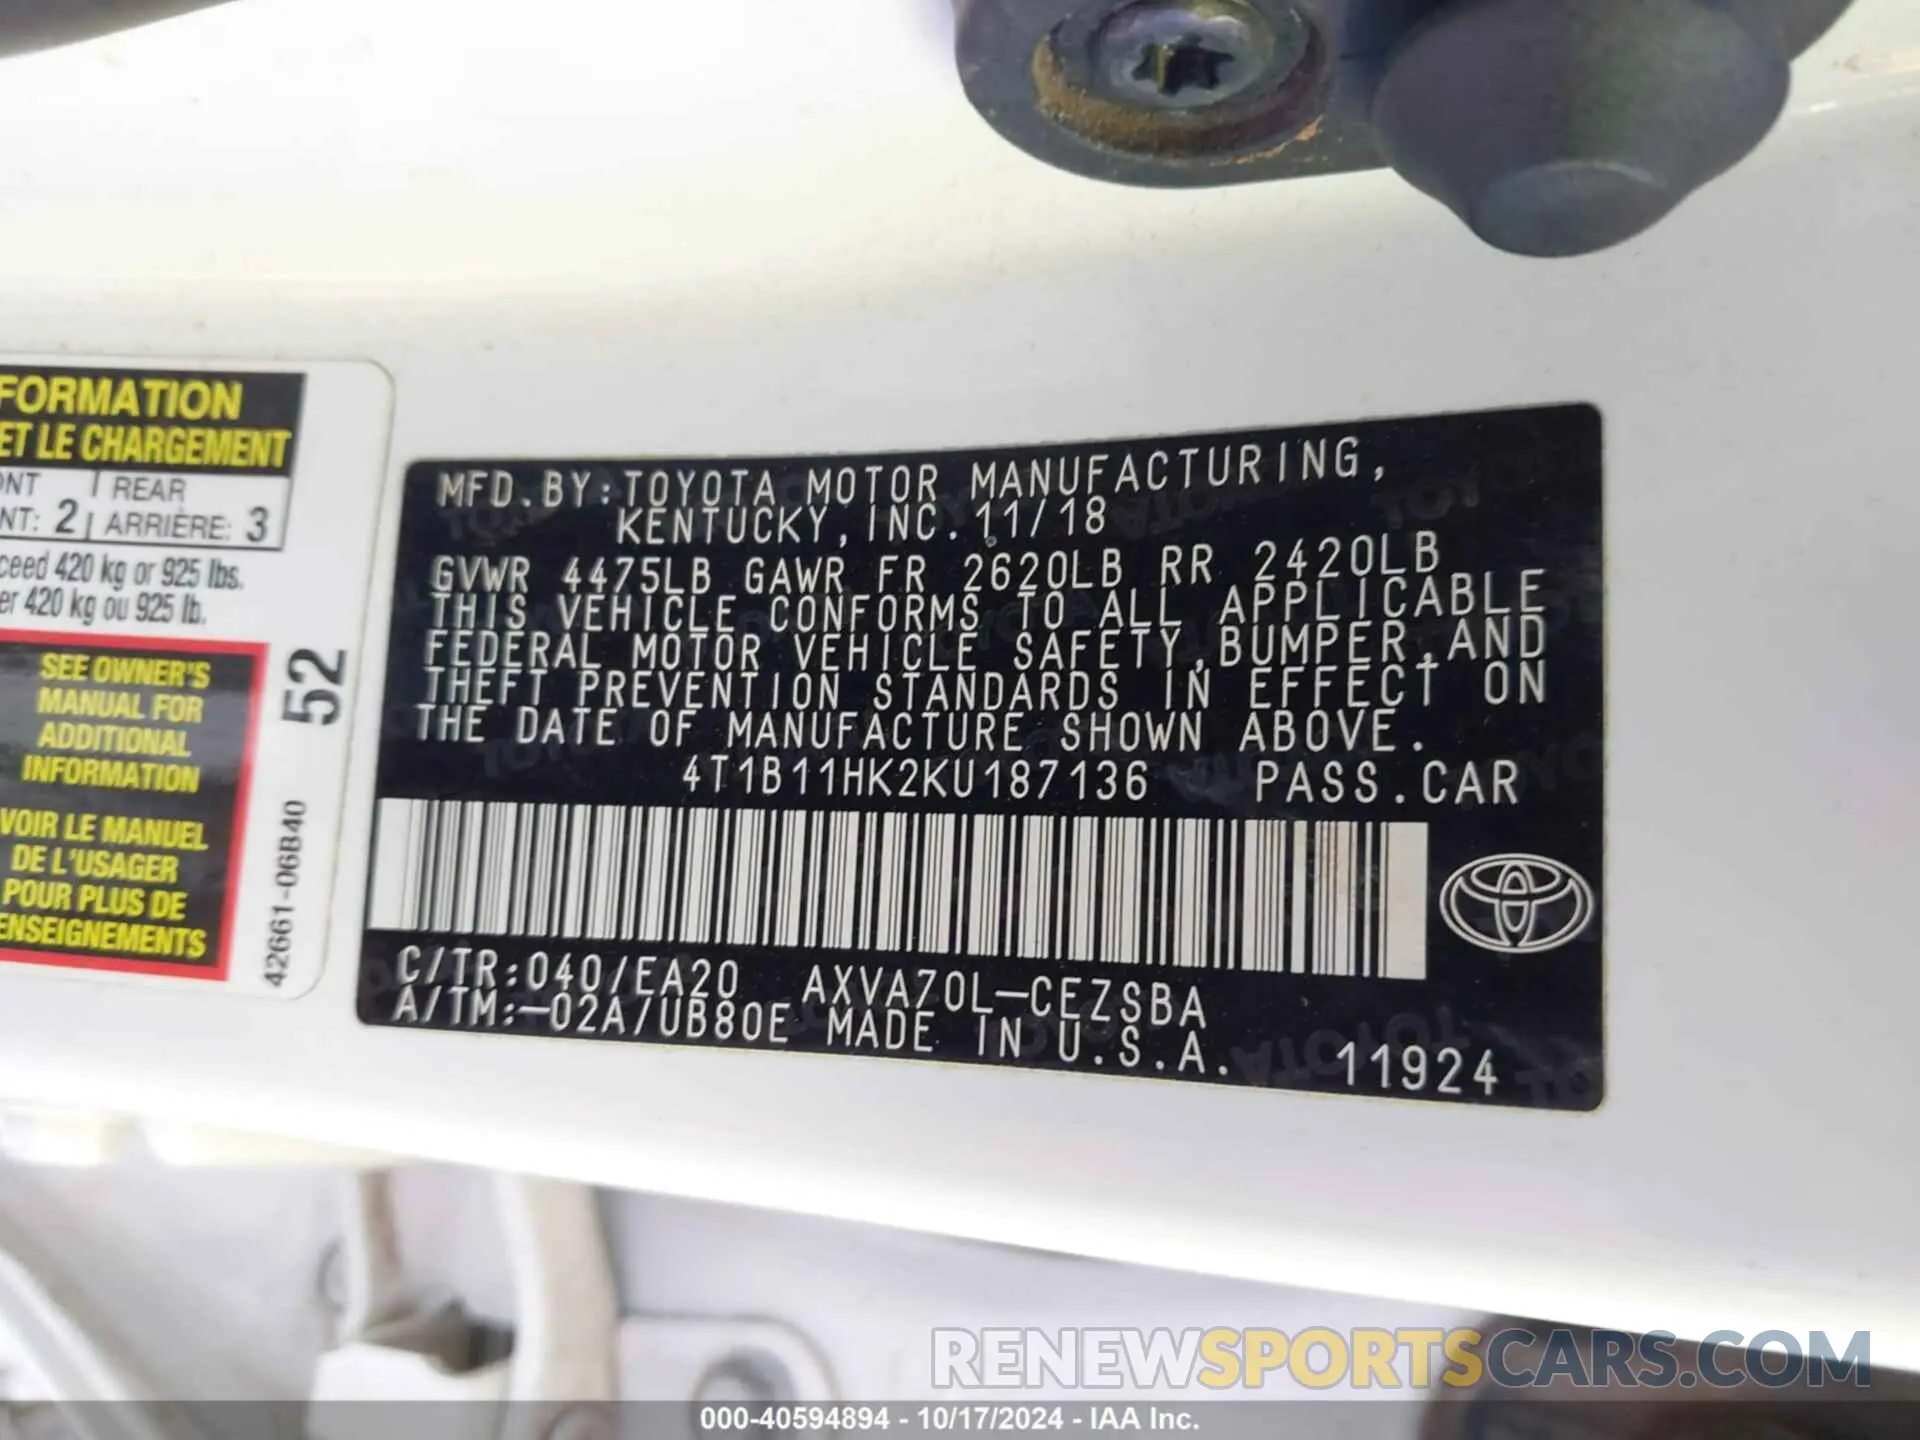 FORMATION
ET LE CHARGEMENT
REAR
2 ARRIÈRE: 3
420 kg or 925 lbs.
420 kg ou 925 lb.
SEE OWNER'S
MANUAL FOR
ADDITIONAL
INFORMATION
VOIR LE MANUEL
DE L'USAGER
POUR PLUS DE
ENSEIGNEMENTS
52
42661-06B40
MFD.BY:TOYOTA MOTOR MANUFACTURING,
KENTUCKY,INC. 11/18
GVWR 4475LB GAWR FR 2620LB RR 2420LB
THIS VEHICLE CONFORMS TO ALL APPLICABLE
FEDERAL MOTOR VEHICLE SAFETY,BUMPER,AND
THEFT PREVENTION STANDARDS IN EFFECT ON
THE DATE OF MANUFACTURE SHOWN ABOVE.
4T1B11HK2KU187136 PASS.CAR
C/TR:040/EA20 AXVA70L-CEZSBA
A/TM:-02A/UB80E MADE IN U.S.A. 11924
RENEWSPORTSCARS.COM
000-40594894 - 10/17/2024 - IAA Inc.